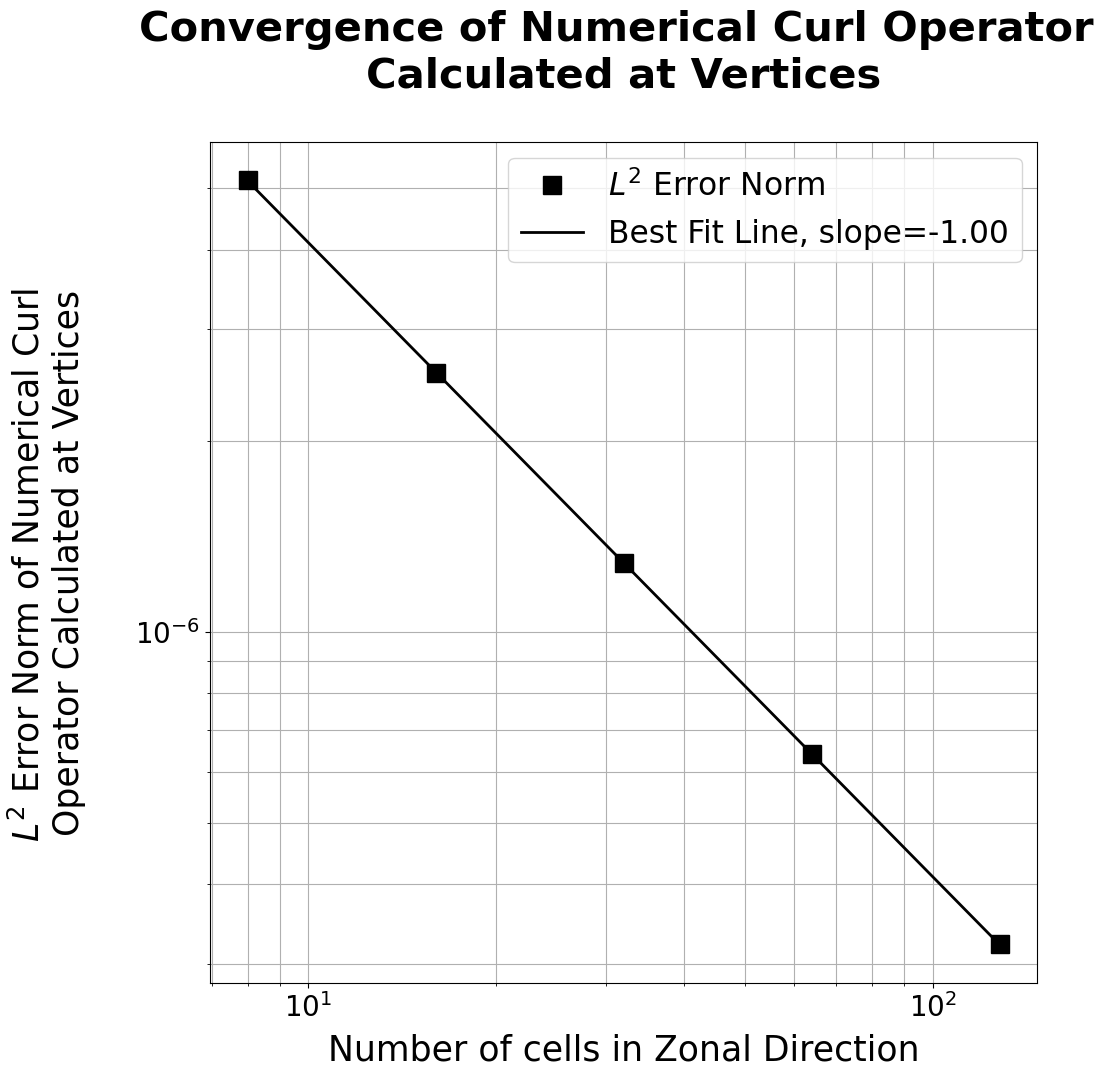 Convergence of Numerical Curl Operator
Calculated at Vertices
L² Error Norm
Best Fit Line, slope=-1.00
L² Error Norm of Numerical Curl
Operator Calculated at Vertices
10⁻⁶
10¹
10²
Number of cells in Zonal Direction